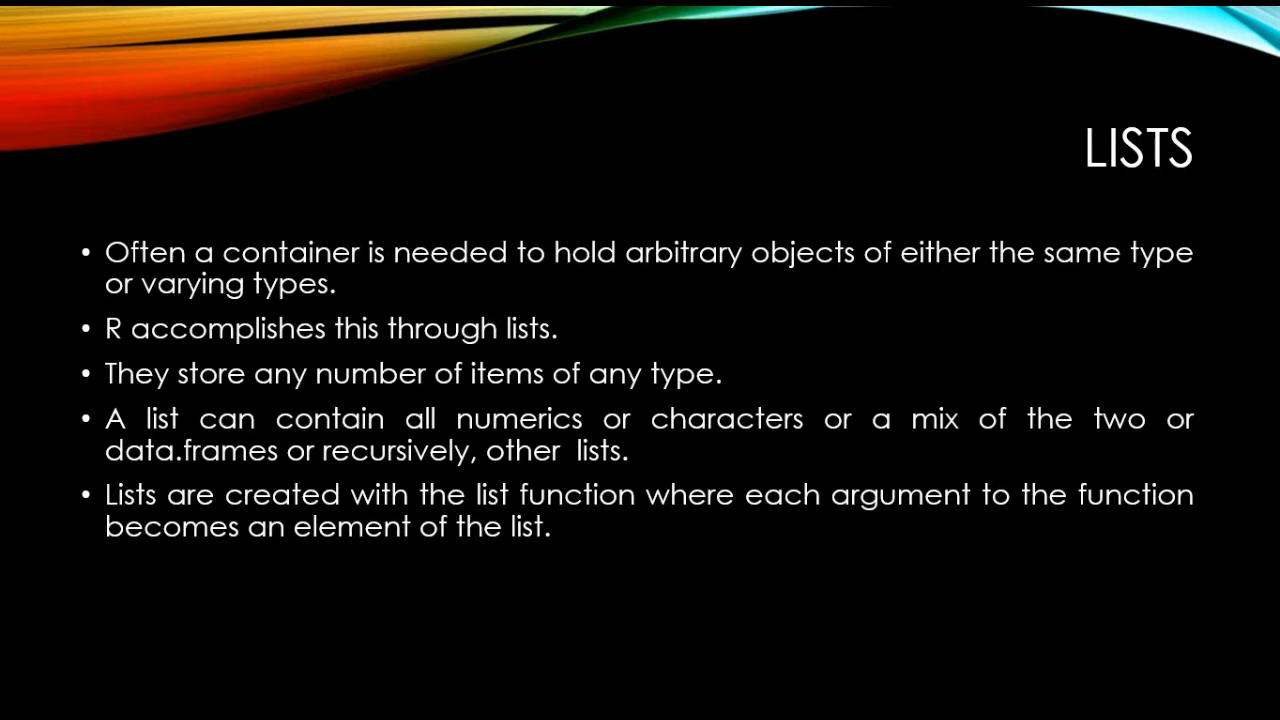 LISTS
• Often a container is needed to hold arbitrary objects of either the same type
or varying types.
• R accomplishes this through lists.
• They store any number of items of any type.
• A list can contain all numerics or characters or a mix of the two or
data.frames or recursively, other lists.
• Lists are created with the list function where each argument to the function
becomes an element of the list.